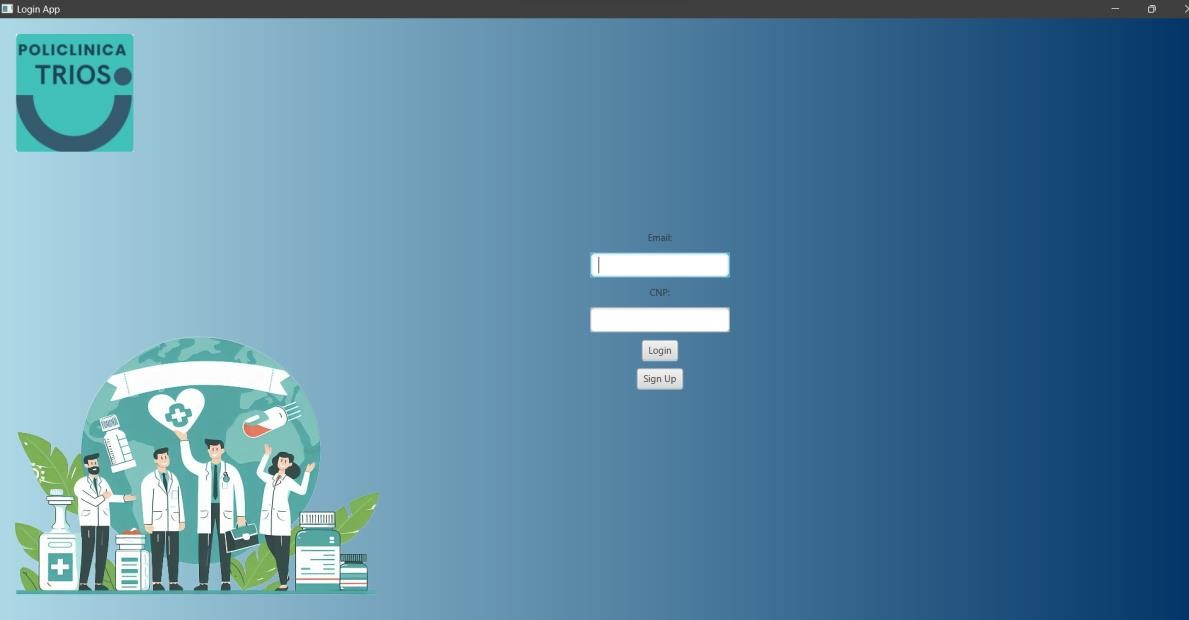 Login App
POLICLINICA
TRIOS
Email:
CNP:
Login
Sign Up